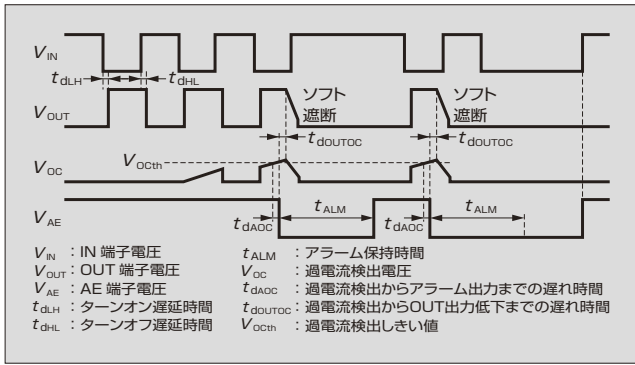 V_IN
t_dLH
t_dHL
ソフト
遮断
ソフト
遮断
V_OUT
t_dOUTOC
t_dOUTOC
V_OCth
V_OC
t_ALM
t_ALM
V_AE
t_dAOC
t_dAOC
V_IN ：IN 端子電圧
V_OUT：OUT 端子電圧
V_AE ：AE 端子電圧
t_dLH ：ターンオン遅延時間
t_dHL ：ターンオフ遅延時間
t_ALM ：アラーム保持時間
V_OC ：過電流検出電圧
t_dAOC ：過電流検出からアラーム出力までの遅れ時間
t_dOUTOC：過電流検出からOUT出力低下までの遅れ時間
V_OCth ：過電流検出しきい値